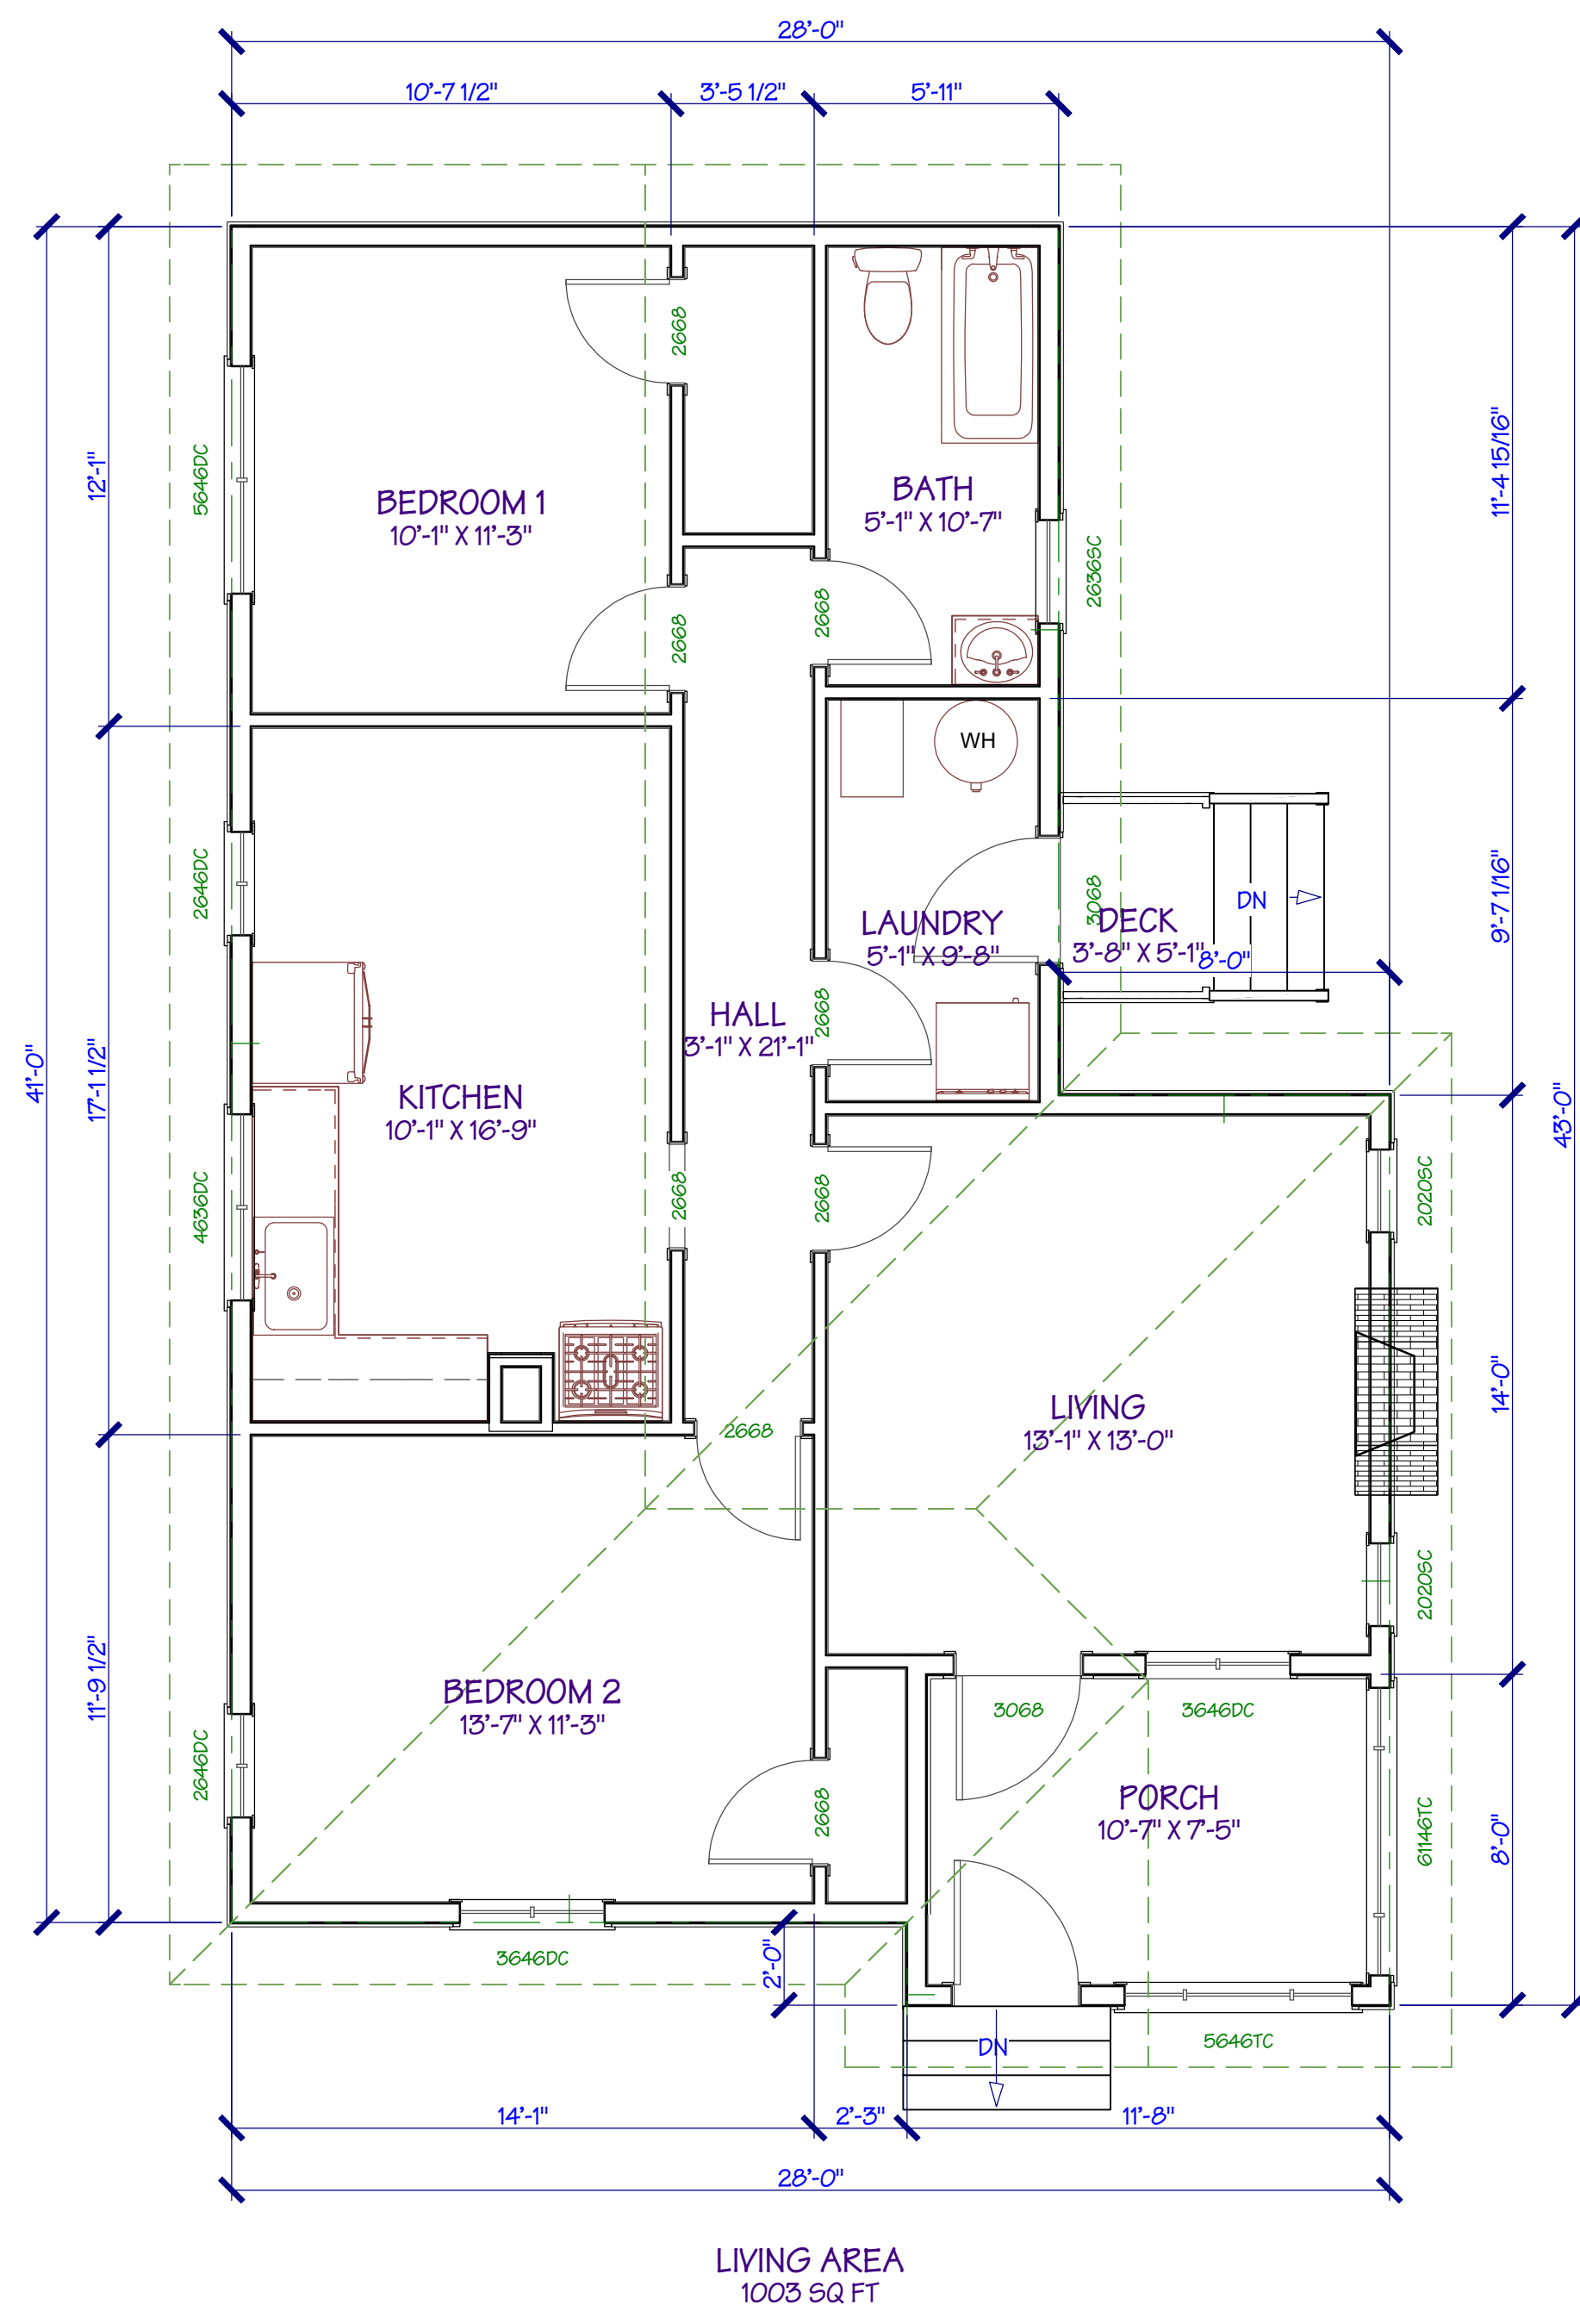 28'-0"
10'-7 1/2"
3'-5 1/2"
5'-11"
2668
5646DC
12'-1"
11'-4 15/16"
BEDROOM 1
10'-1" X 11'-3"
BATH
5'-1" X 10'-7"
2636SC
2668
2668
WH
2646DC
3068
DN
9'-7 1/16"
LAUNDRY
5'-1" X 9'-8"
DECK
3'-8" X 5'-1"
8'-0"
HALL
3'-1" X 21'-1"
2668
41'-0"
17'-1 1/2"
KITCHEN
10'-1" X 16'-9"
43'-0"
4636DC
2668
2668
2020SC
LIVING
13'-1" X 13'-0"
14'-0"
2668
2020SC
BEDROOM 2
13'-7" X 11'-3"
11'-9 1/2"
3068
3646DC
2646DC
2668
PORCH
10'-7" X 7'-5"
61146TC
8'-0"
3646DC
2'-0"
DN
5646TC
14'-1"
2'-3"
11'-8"
28'-0"
LIVING AREA
1003 SQ FT